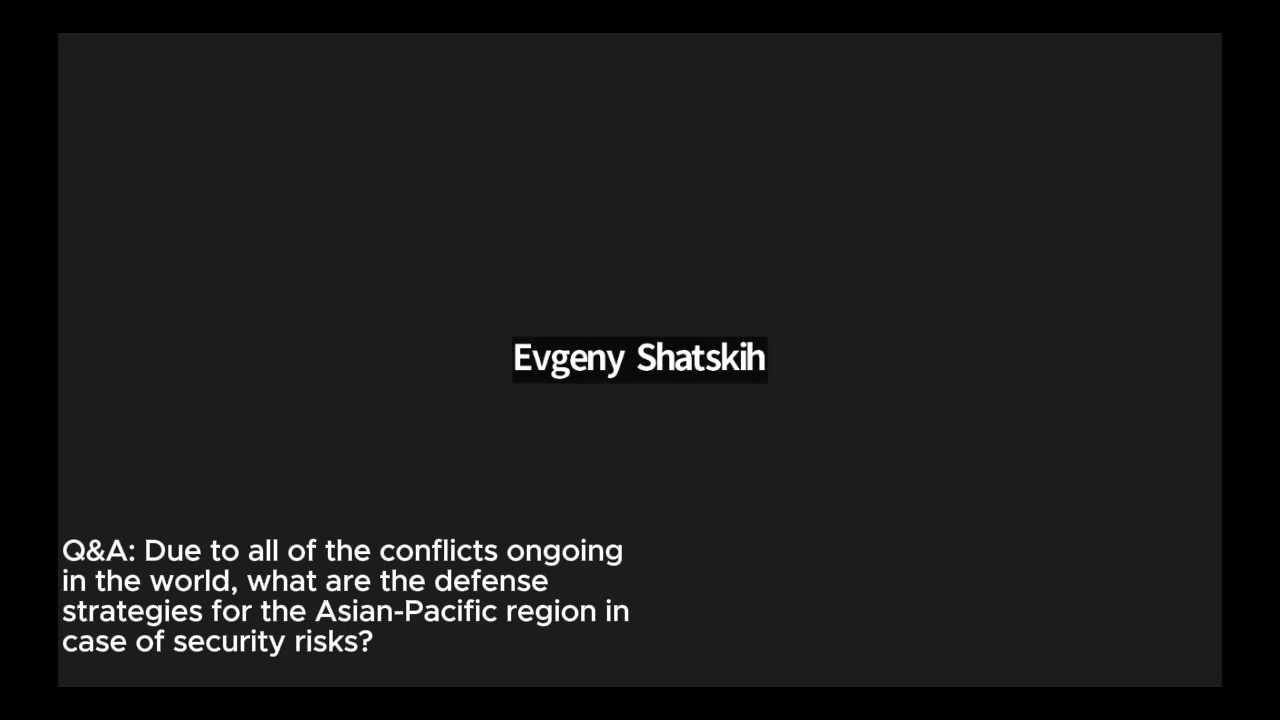 Evgeny Shatskih
Q&A: Due to all of the conflicts ongoing
in the world, what are the defense
strategies for the Asian-Pacific region in
case of security risks?